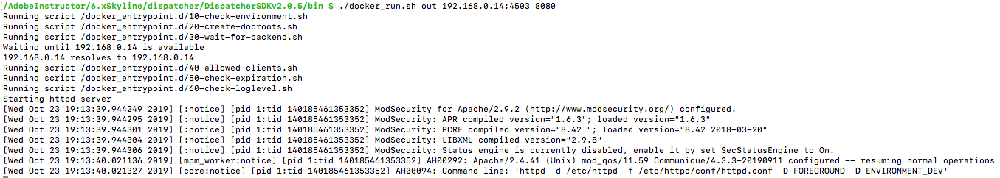 [/AdobeInstructor/6.xSkyline/dispatcher/DispatcherSDKv2.0.5/bin $ ./docker_run.sh out 192.168.0.14:4503 8080
Running script /docker_entrypoint.d/10-check-environment.sh
Running script /docker_entrypoint.d/20-create-docroots.sh
Running script /docker_entrypoint.d/30-wait-for-backend.sh
Waiting until 192.168.0.14 is available
192.168.0.14 resolves to 192.168.0.14
Running script /docker_entrypoint.d/40-allowed-clients.sh
Running script /docker_entrypoint.d/50-check-expiration.sh
Running script /docker_entrypoint.d/60-check-loglevel.sh
Starting httpd server
[Wed Oct 23 19:13:39.944249 2019] [:notice] [pid 1:tid 140185461353352] ModSecurity for Apache/2.9.2 (http://www.modsecurity.org/) configured.
[Wed Oct 23 19:13:39.944295 2019] [:notice] [pid 1:tid 140185461353352] ModSecurity: APR compiled version="1.6.3"; loaded version="1.6.3"
[Wed Oct 23 19:13:39.944301 2019] [:notice] [pid 1:tid 140185461353352] ModSecurity: PCRE compiled version="8.42 "; loaded version="8.42 2018-03-20"
[Wed Oct 23 19:13:39.944304 2019] [:notice] [pid 1:tid 140185461353352] ModSecurity: LIBXML compiled version="2.9.8"
[Wed Oct 23 19:13:39.944306 2019] [:notice] [pid 1:tid 140185461353352] ModSecurity: Status engine is currently disabled, enable it by set SecStatusEngine to On.
[Wed Oct 23 19:13:40.021136 2019] [mpm_worker:notice] [pid 1:tid 140185461353352] AH00292: Apache/2.4.41 (Unix) mod_qos/11.59 Communique/4.3.3-20190911 configured -- resuming normal operations
[Wed Oct 23 19:13:40.021327 2019] [core:notice] [pid 1:tid 140185461353352] AH00094: Command line: 'httpd -d /etc/httpd -f /etc/httpd/conf/httpd.conf -D FOREGROUND -D ENVIRONMENT_DEV'